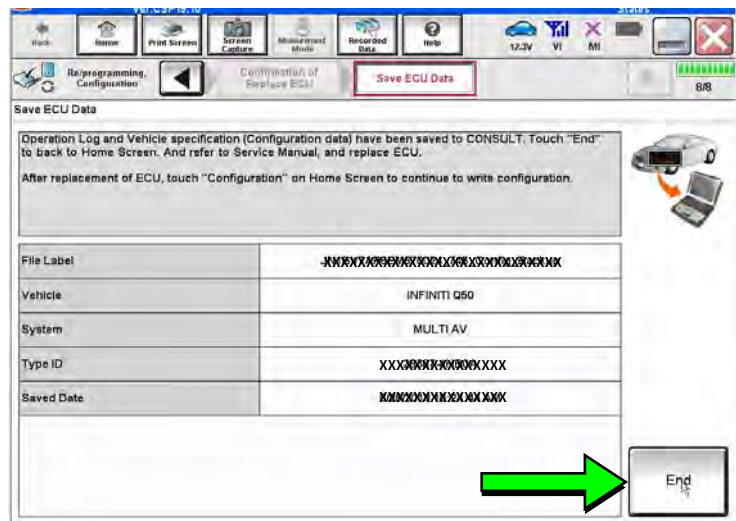 Back
Home
Print Screen
Screen Capture
Measurement Mode
Recorded Data
Help
12.3V
VI
MI
Re/programming, Configuration
Confirmation of Replace ECU
Save ECU Data
8/8
Save ECU Data
Operation Log and Vehicle specification (Configuration data) have been saved to CONSULT. Touch "End"
to back to Home Screen. And refer to Service Manual, and replace ECU.
After replacement of ECU, touch "Configuration" on Home Screen to continue to write configuration.
File Label
Vehicle
INFINITI Q50
System
MULTI AV
Type ID
Saved Date
End